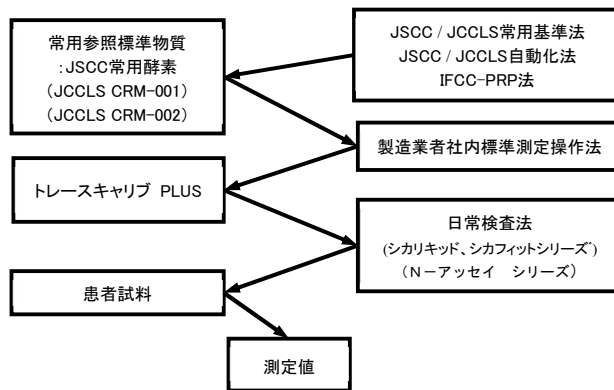 常用参照標準物質
:JSCC常用酵素
(JCCLS CRM-001)
(JCCLS CRM-002)
JSCC / JCCLS常用基準法
JSCC / JCCLS自動化法
IFCC-PRP法
製造業者社内標準測定操作法
トレースキャリブ PLUS
日常検査法
(シカリキッド、シカフィットシリーズ)
(N-アッセイ シリーズ)
患者試料
測定値